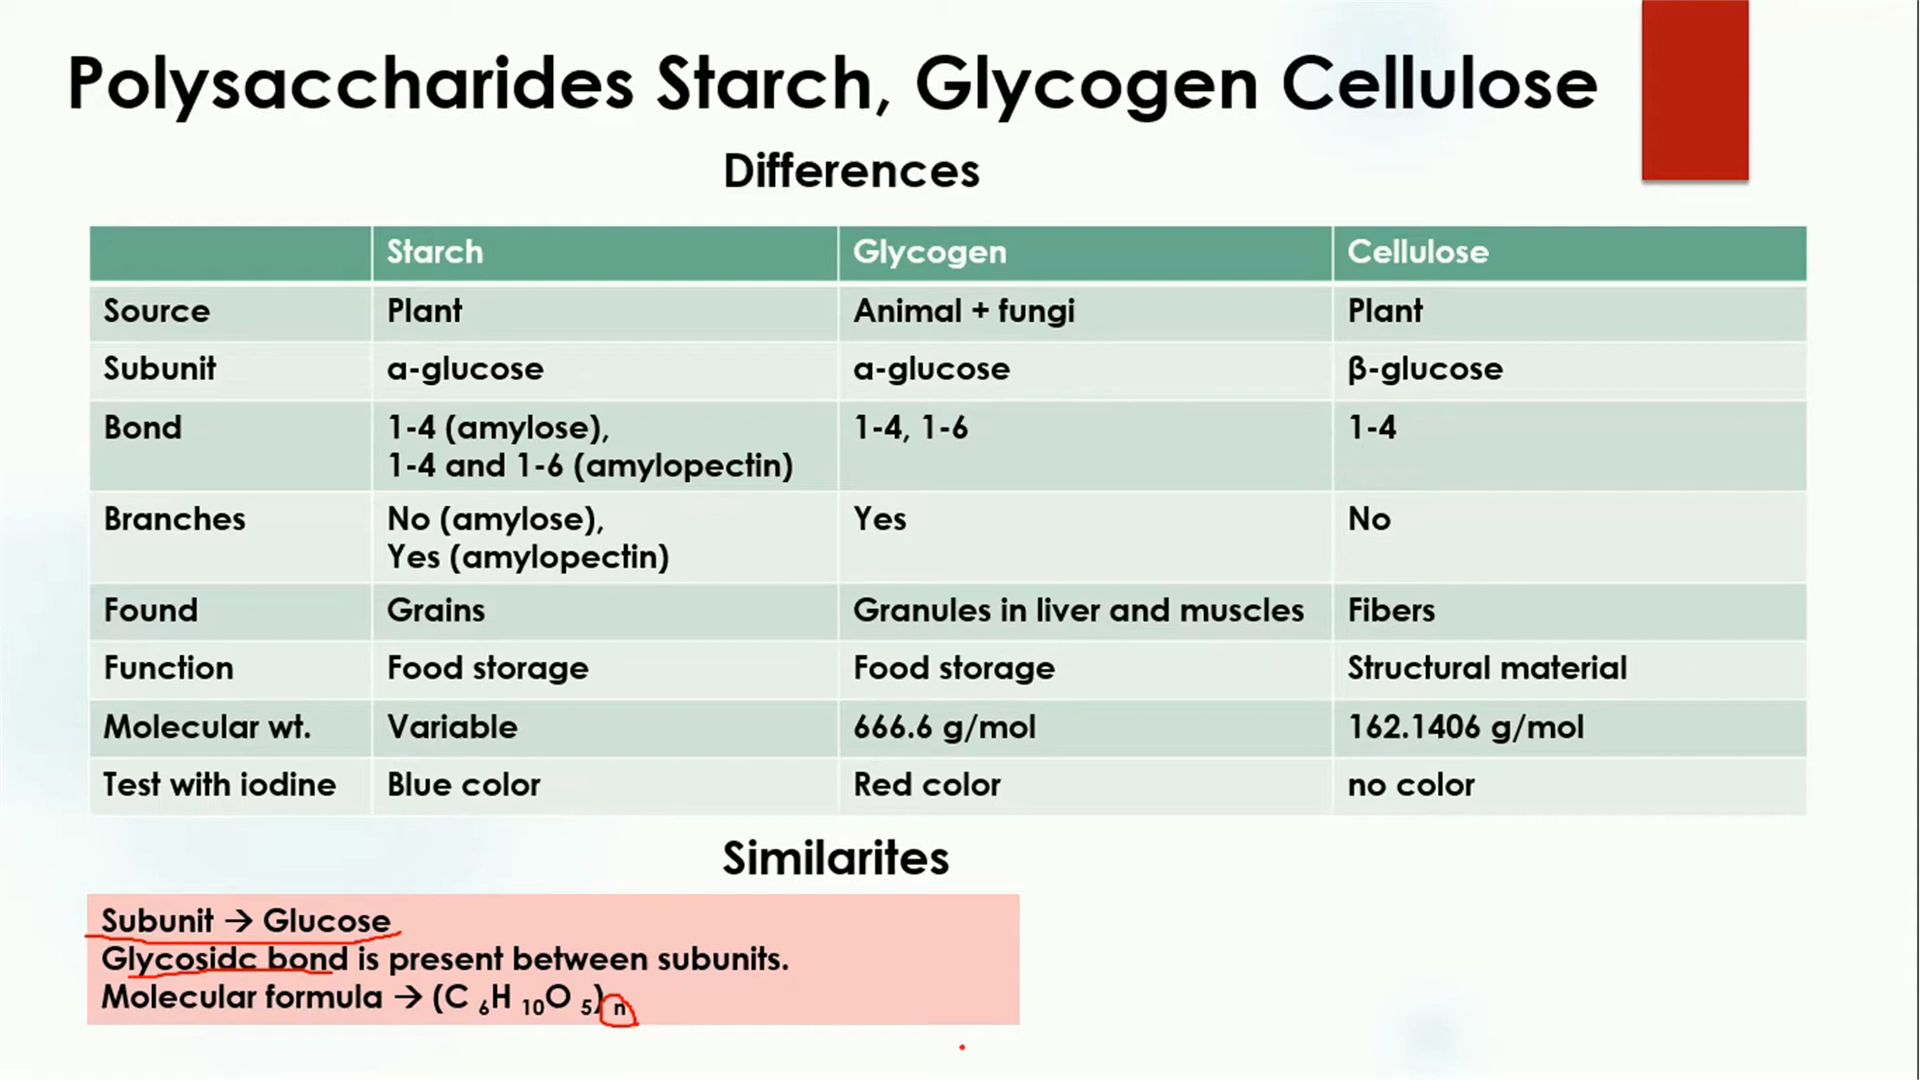 Polysaccharides Starch, Glycogen Cellulose
Differences
Starch Glycogen Cellulose
Source Plant Animal + fungi Plant
Subunit α-glucose α-glucose β-glucose
Bond 1-4 (amylose), 1-4, 1-6 1-4
1-4 and 1-6 (amylopectin)
Branches No (amylose), Yes No
Yes (amylopectin)
Found Grains Granules in liver and muscles Fibers
Function Food storage Food storage Structural material
Molecular wt. Variable 666.6 g/mol 162.1406 g/mol
Test with iodine Blue color Red color no color
Similarites
Subunit → Glucose
Glycosidc bond is present between subunits.
Molecular formula → (C 6H 10O 5) n